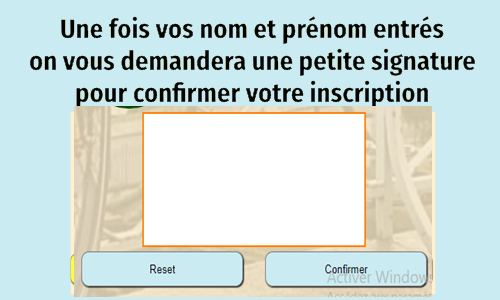 Une fois vos nom et prénom entrés
on vous demandera une petite signature
pour confirmer votre inscription
Reset
Confirmer
Activer Windows